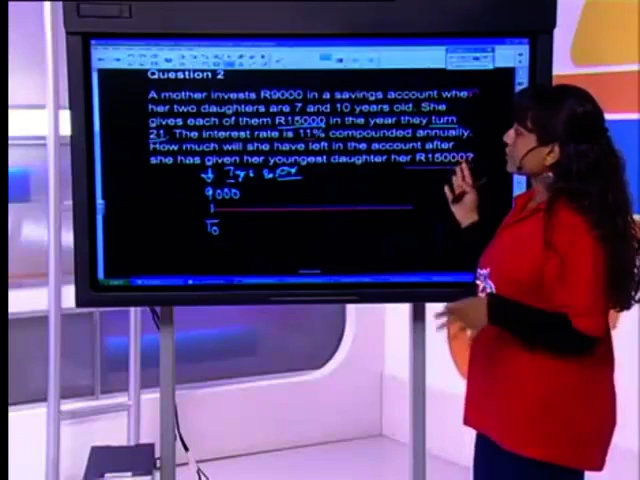 Question 2
A mother invests R9000 in a savings account when
her two daughters are 7 and 10 years old. She
gives each of them R15000 in the year they turn
21. The interest rate is 11% compounded annually.
How much will she have left in the account after
she has given her youngest daughter her R15000?
7yrs &
9000
T0